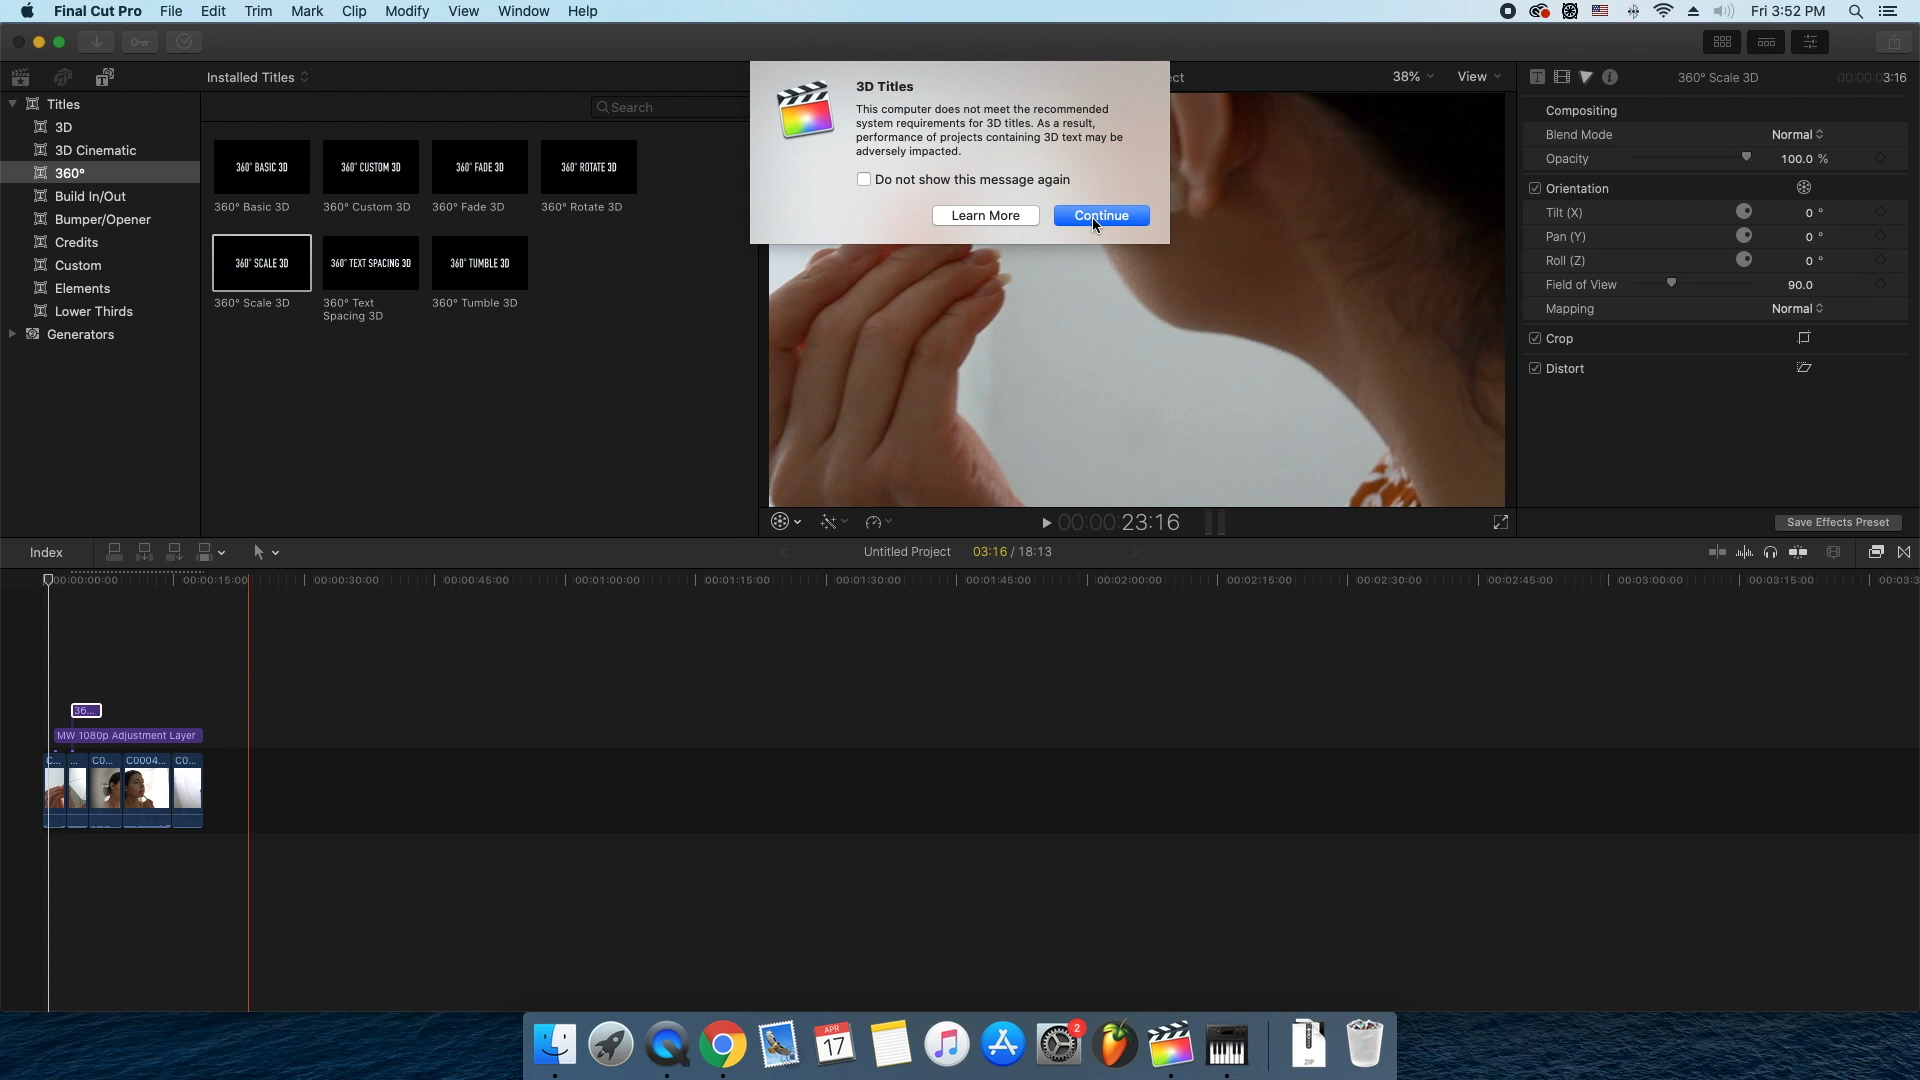 Final Cut Pro File Edit Trim Mark Clip Modify View Window Help
Fri 3:52 PM
Installed Titles
Search
Titles
3D
3D Cinematic
360°
Build In/Out
Bumper/Opener
Credits
Custom
Elements
Lower Thirds
Generators
360° BASIC 3D
360° CUSTOM 3D
360° FADE 3D
360° ROTATE 3D
360° Basic 3D
360° Custom 3D
360° Fade 3D
360° Rotate 3D
360° SCALE 3D
360° TEXT SPACING 3D
360° TUMBLE 3D
360° Scale 3D
360° Text
Spacing 3D
360° Tumble 3D
3D Titles
This computer does not meet the recommended
system requirements for 3D titles. As a result,
performance of projects containing 3D text may be
adversely impacted.
Do not show this message again
Learn More
Continue
ect
38%
View
360° Scale 3D
00:00:03:16
Compositing
Blend Mode Normal
Opacity 100.0 %
Orientation
Tilt (X) 0 °
Pan (Y) 0 °
Roll (Z) 0 °
Field of View 90.0
Mapping Normal
Crop
Distort
00:00:23:16
Save Effects Preset
Index
Untitled Project 03:16 / 18:13
00:00:00:00 00:00:15:00 00:00:30:00 00:00:45:00 00:01:00:00 00:01:15:00 00:01:30:00 00:01:45:00 00:02:00:00 00:02:15:00 00:02:30:00 00:02:45:00 00:03:00:00 00:03:15:00 00:03:3
36...
MW 1080p Adjustment Layer
C... ... C0... C0004... C0...
APR
17
2
ZIP